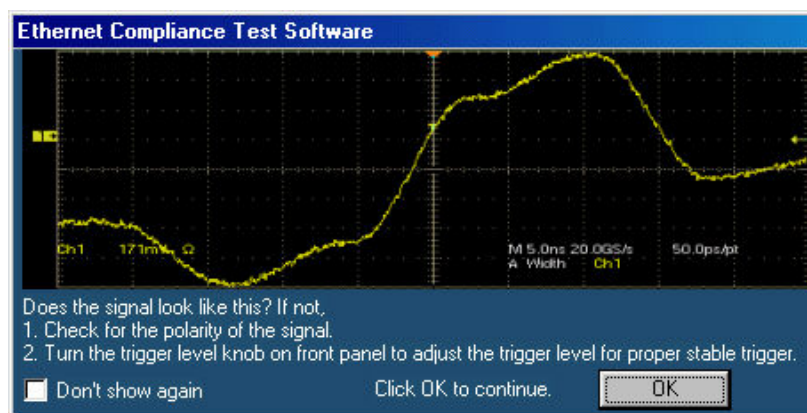 Ethernet Compliance Test Software
Ch1 171mV Ω M 5.0ns 20.0GS/s 50.0ps/pt
A Width Ch1
Does the signal look like this? If not,
1. Check for the polarity of the signal.
2. Turn the trigger level knob on front panel to adjust the trigger level for proper stable trigger.
Don't show again Click OK to continue. OK